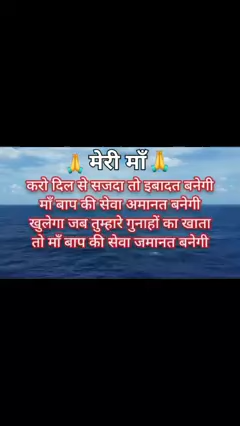 🙏 मेरी माँ 🙏
करो दिल से सजदा तो इबादत बनेगी
माँ बाप की सेवा अमानत बनेगी
खुलेगा जब तुम्हारे गुनाहों का खाता
तो माँ बाप की सेवा जमानत बनेगी